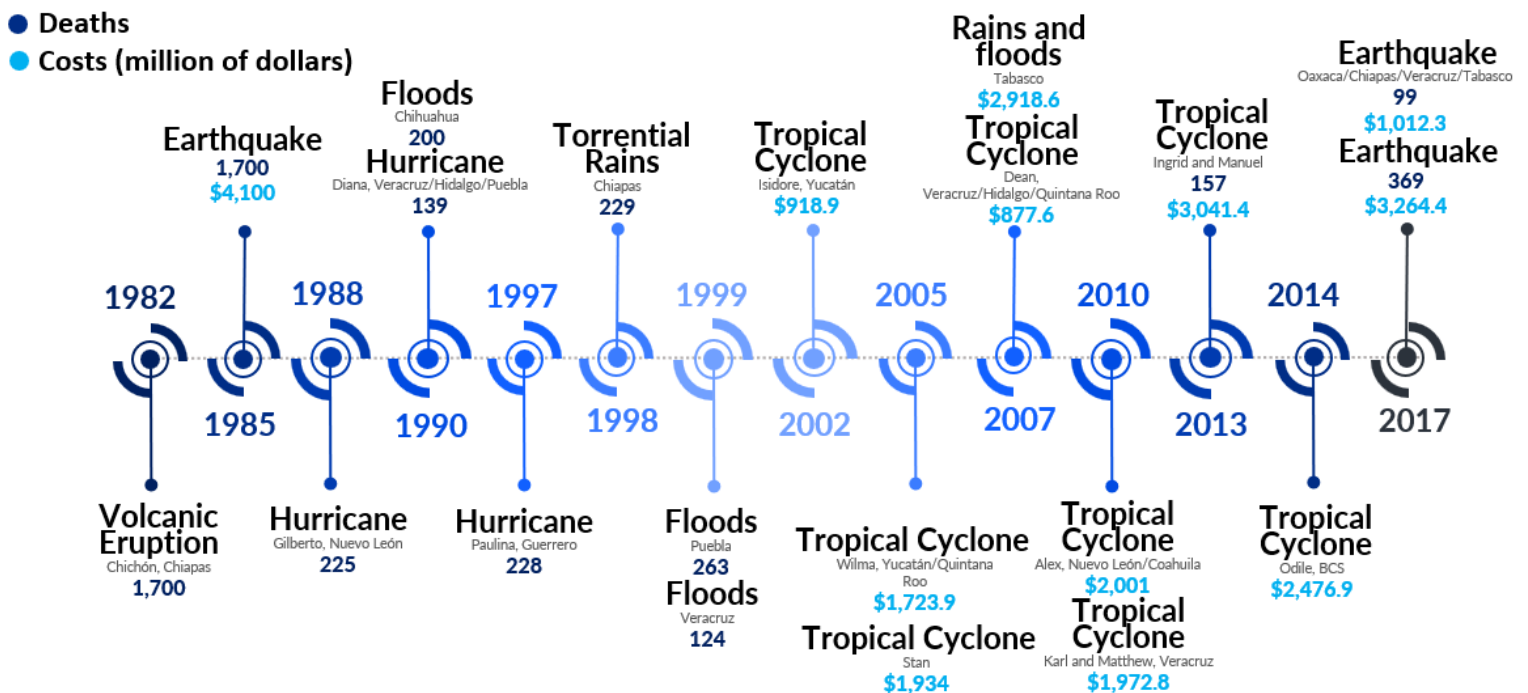 Deaths
Costs (million of dollars)
1982
Volcanic
Eruption
Chichón, Chiapas
1,700
Earthquake
1,700
$4,100
1985
1988
Hurricane
Gilberto, Nuevo León
225
Floods
Chihuahua
200
Hurricane
Diana, Veracruz/Hidalgo/Puebla
139
1990
1997
Hurricane
Paulina, Guerrero
228
Torrential
Rains
Chiapas
229
1998
1999
Floods
Puebla
263
Floods
Veracruz
124
Tropical
Cyclone
Isidore, Yucatán
$918.9
2002
2005
Tropical Cyclone
Wilma, Yucatán/Quintana
Roo
$1,723.9
Tropical Cyclone
Stan
$1,934
Rains and
floods
Tabasco
$2,918.6
Tropical
Cyclone
Dean,
Veracruz/Hidalgo/Quintana Roo
$877.6
2007
2010
Tropical
Cyclone
Alex, Nuevo León/Coahuila
$2,001
Tropical
Cyclone
Karl and Matthew, Veracruz
$1,972.8
Tropical
Cyclone
Ingrid and Manuel
157
$3,041.4
2013
2014
Tropical
Cyclone
Odile, BCS
$2,476.9
Earthquake
Oaxaca/Chiapas/Veracruz/Tabasco
99
$1,012.3
Earthquake
369
$3,264.4
2017